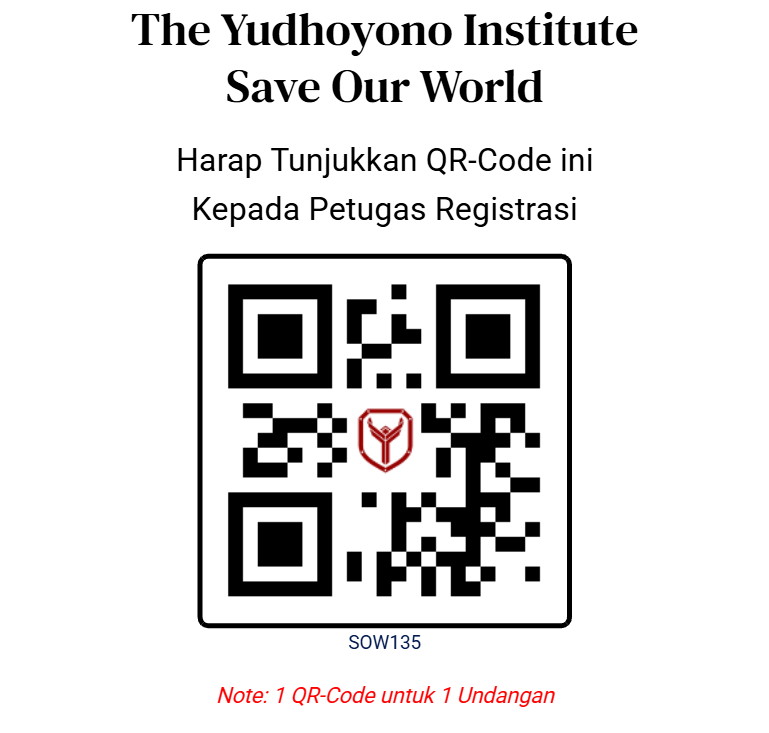 The Yudhoyono Institute
Save Our World
Harap Tunjukkan QR-Code ini
Kepada Petugas Registrasi
SOW135
Note: 1 QR-Code untuk 1 Undangan